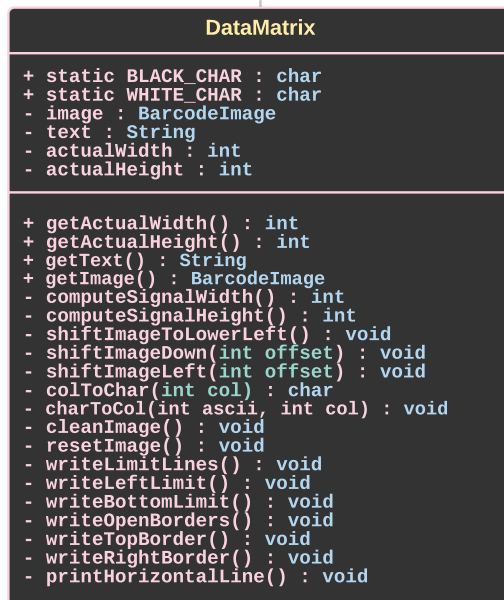 DataMatrix
+ static BLACK_CHAR : char
+ static WHITE_CHAR : char
- image : BarcodeImage
- text : String
- actualWidth : int
- actualHeight : int
+ getActualWidth() : int
+ getActualHeight() : int
+ getText() : String
+ getImage() : BarcodeImage
- computeSignalWidth() : int
- computeSignalHeight() : int
- shiftImageToLowerLeft() : void
- shiftImageDown(int offset) : void
- shiftImageLeft(int offset) : void
- colToChar(int col) : char
- charToCol(int ascii, int col) : void
- cleanImage() : void
- resetImage() : void
- writeLimitLines() : void
- writeLeftLimit() : void
- writeBottomLimit() : void
- writeOpenBorders() : void
- writeTopBorder() : void
- writeRightBorder() : void
- printHorizontalLine() : void